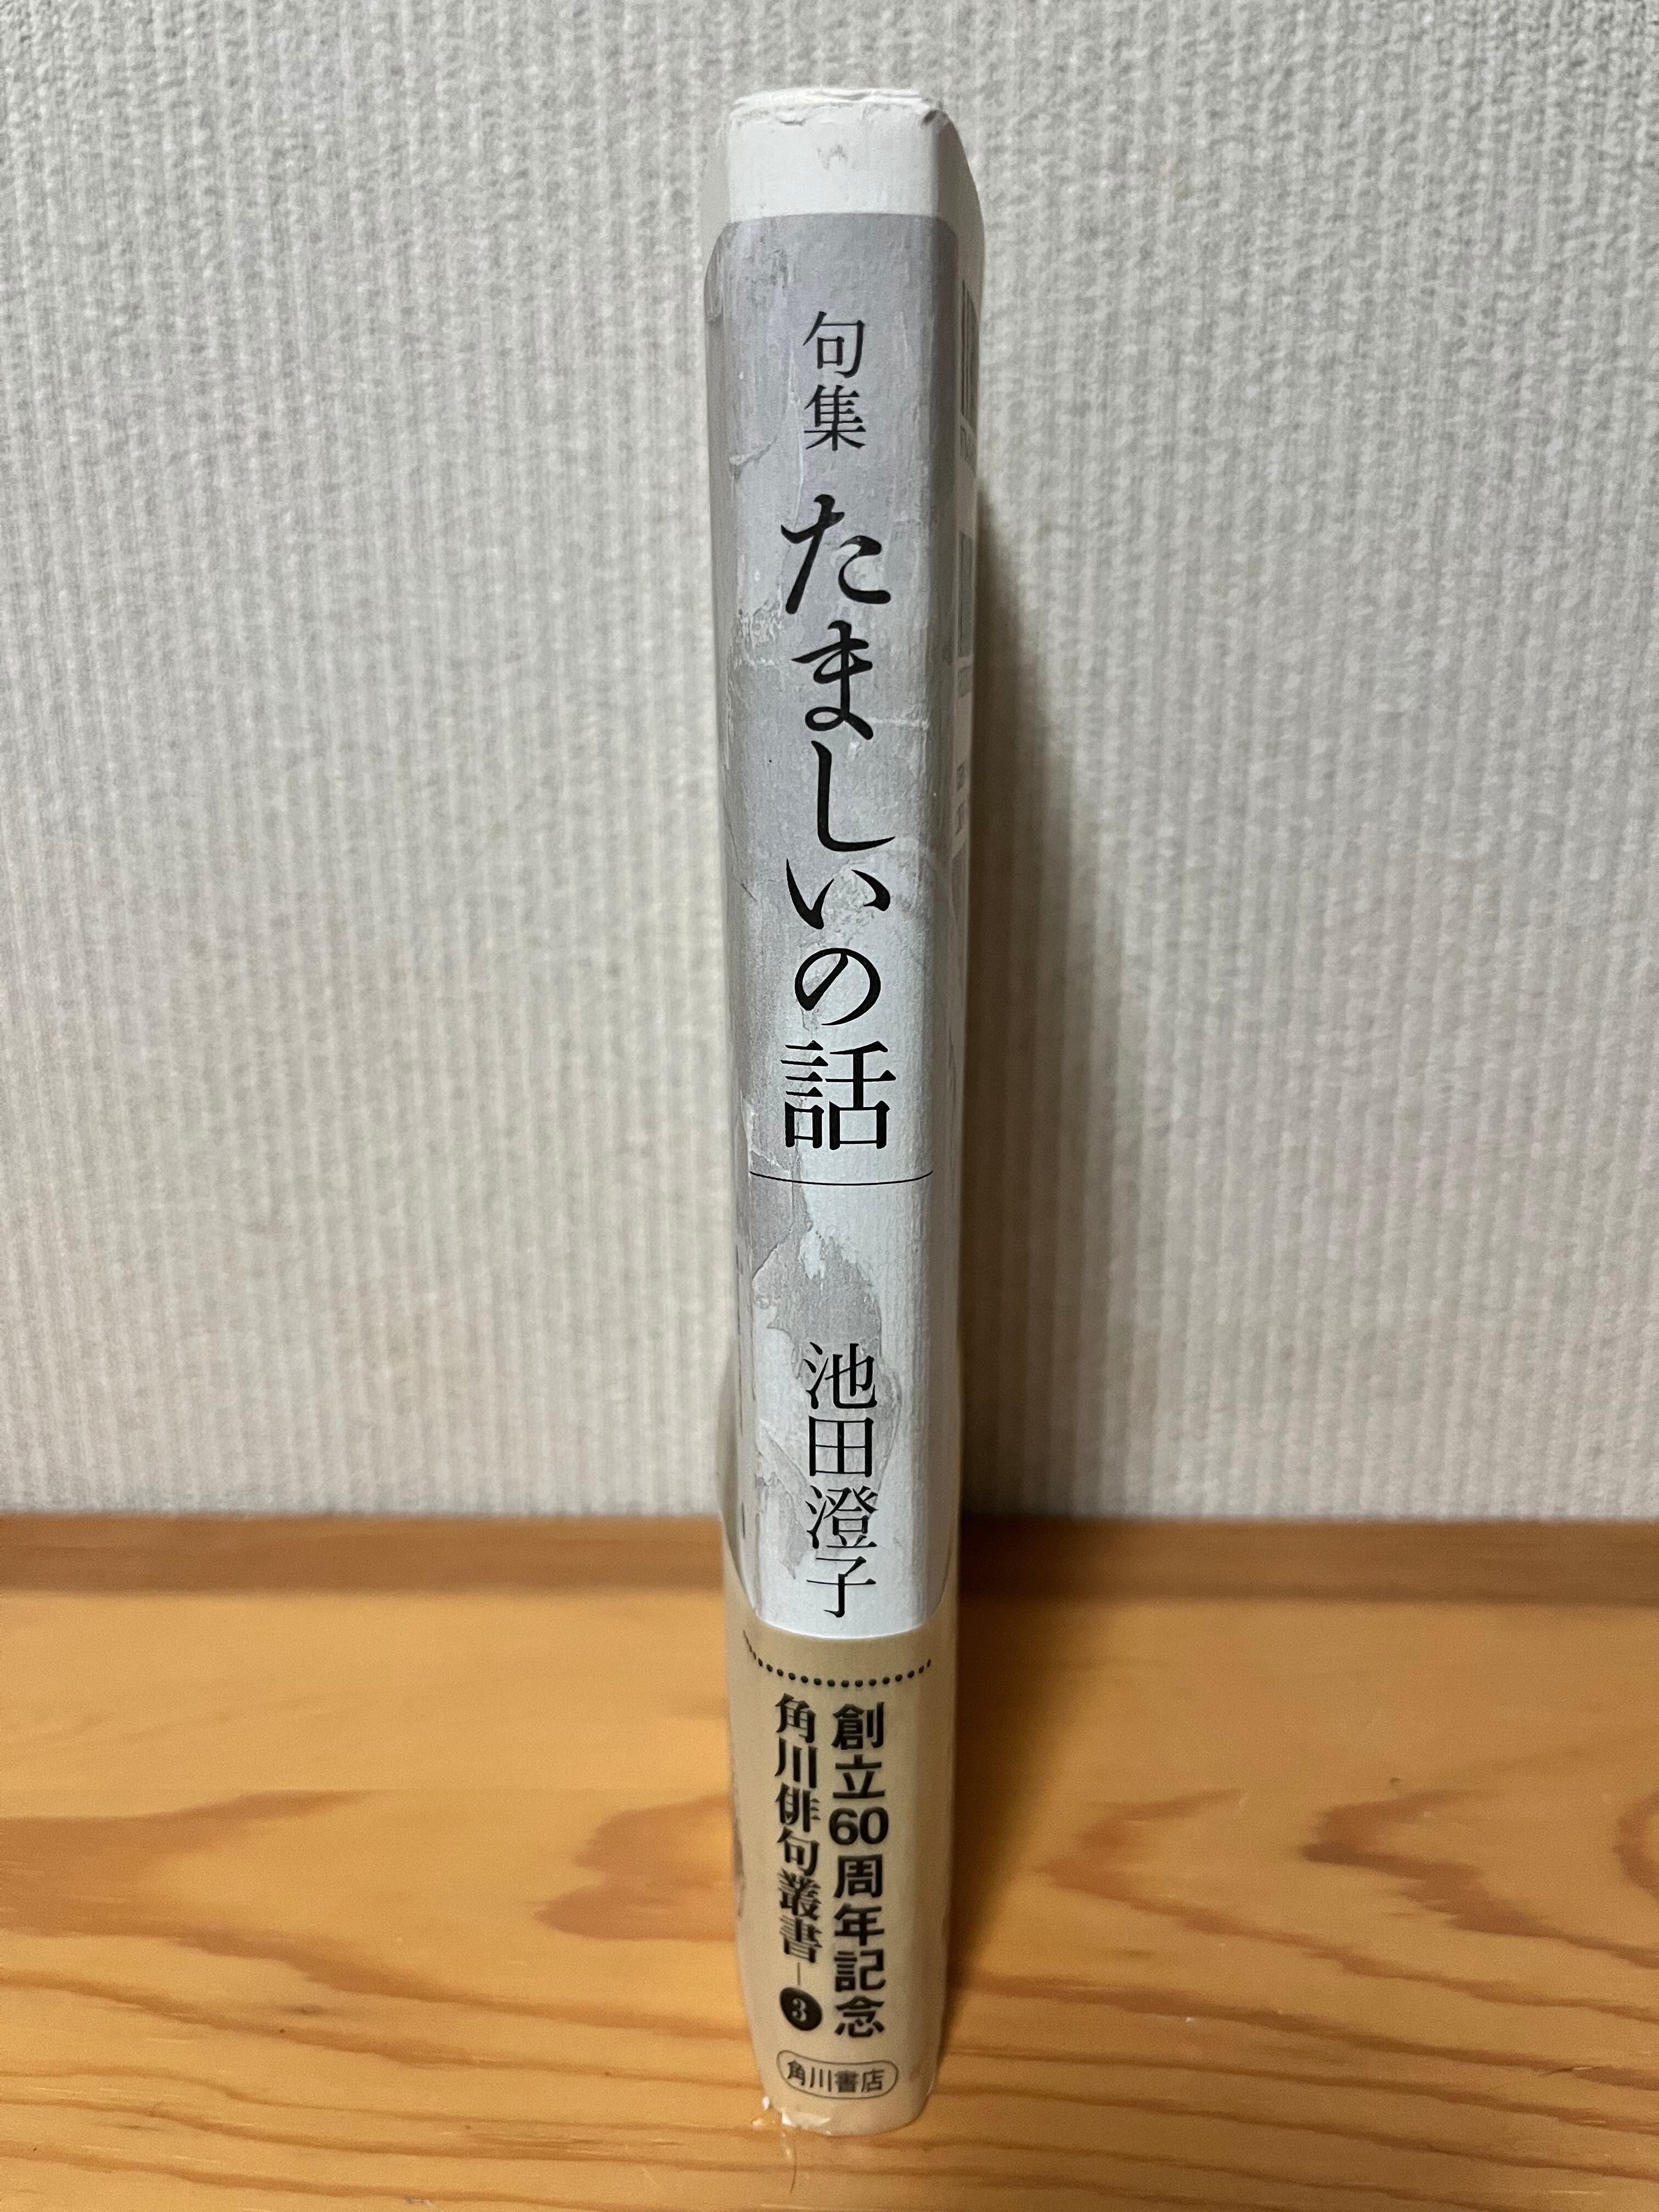 句集 たましいの話
池田澄子
創立60周年記念
角川俳句叢書―3
角川書店